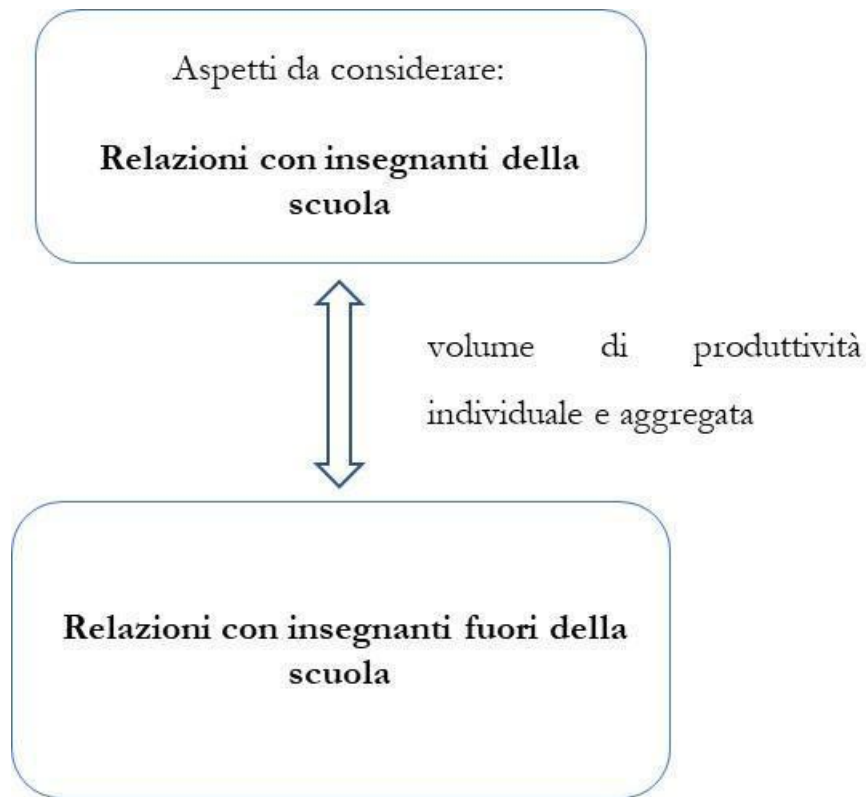 Aspetti da considerare:
Relazioni con insegnanti della
scuola
volume di produttività
individuale e aggregata
Relazioni con insegnanti fuori della
scuola